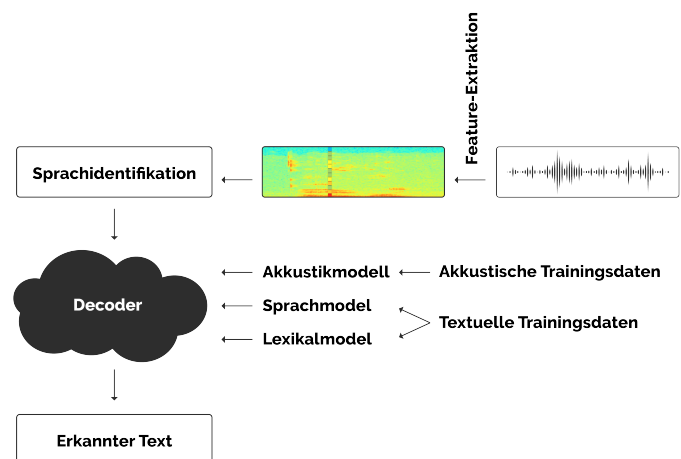 Feature-Extraktion
Sprachidentifikation
Decoder
Akkustikmodell
Akkustische Trainingsdaten
Sprachmodel
Textuelle Trainingsdaten
Lexikalmodel
Erkannter Text